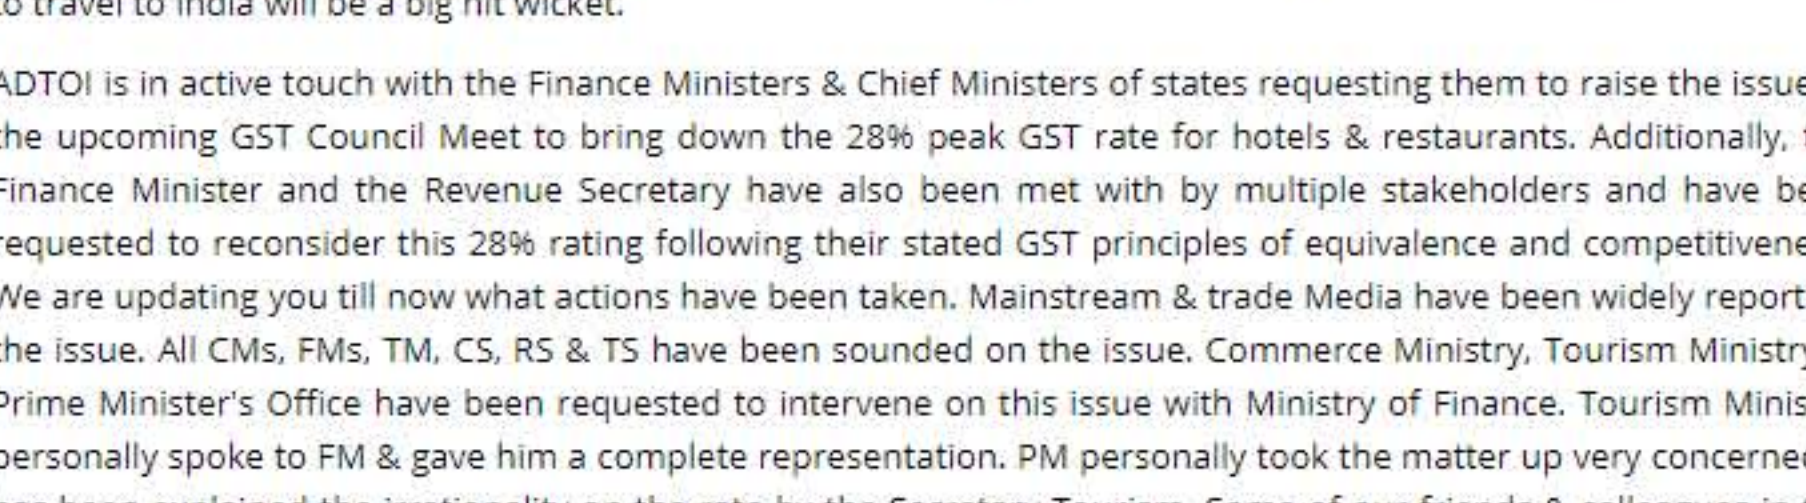 to travel to India will be a big hit wicket.
ADTOI is in active touch with the Finance Ministers & Chief Ministers of states requesting them to raise the issue
the upcoming GST Council Meet to bring down the 28% peak GST rate for hotels & restaurants. Additionally,
Finance Minister and the Revenue Secretary have also been met with by multiple stakeholders and have be
requested to reconsider this 28% rating following their stated GST principles of equivalence and competitivene
We are updating you till now what actions have been taken. Mainstream & trade Media have been widely report
the issue. All CMs, FMs, TM, CS, RS & TS have been sounded on the issue. Commerce Ministry, Tourism Ministry
Prime Minister's Office have been requested to intervene on this issue with Ministry of Finance. Tourism Minis
personally spoke to FM & gave him a complete representation. PM personally took the matter up very concerned